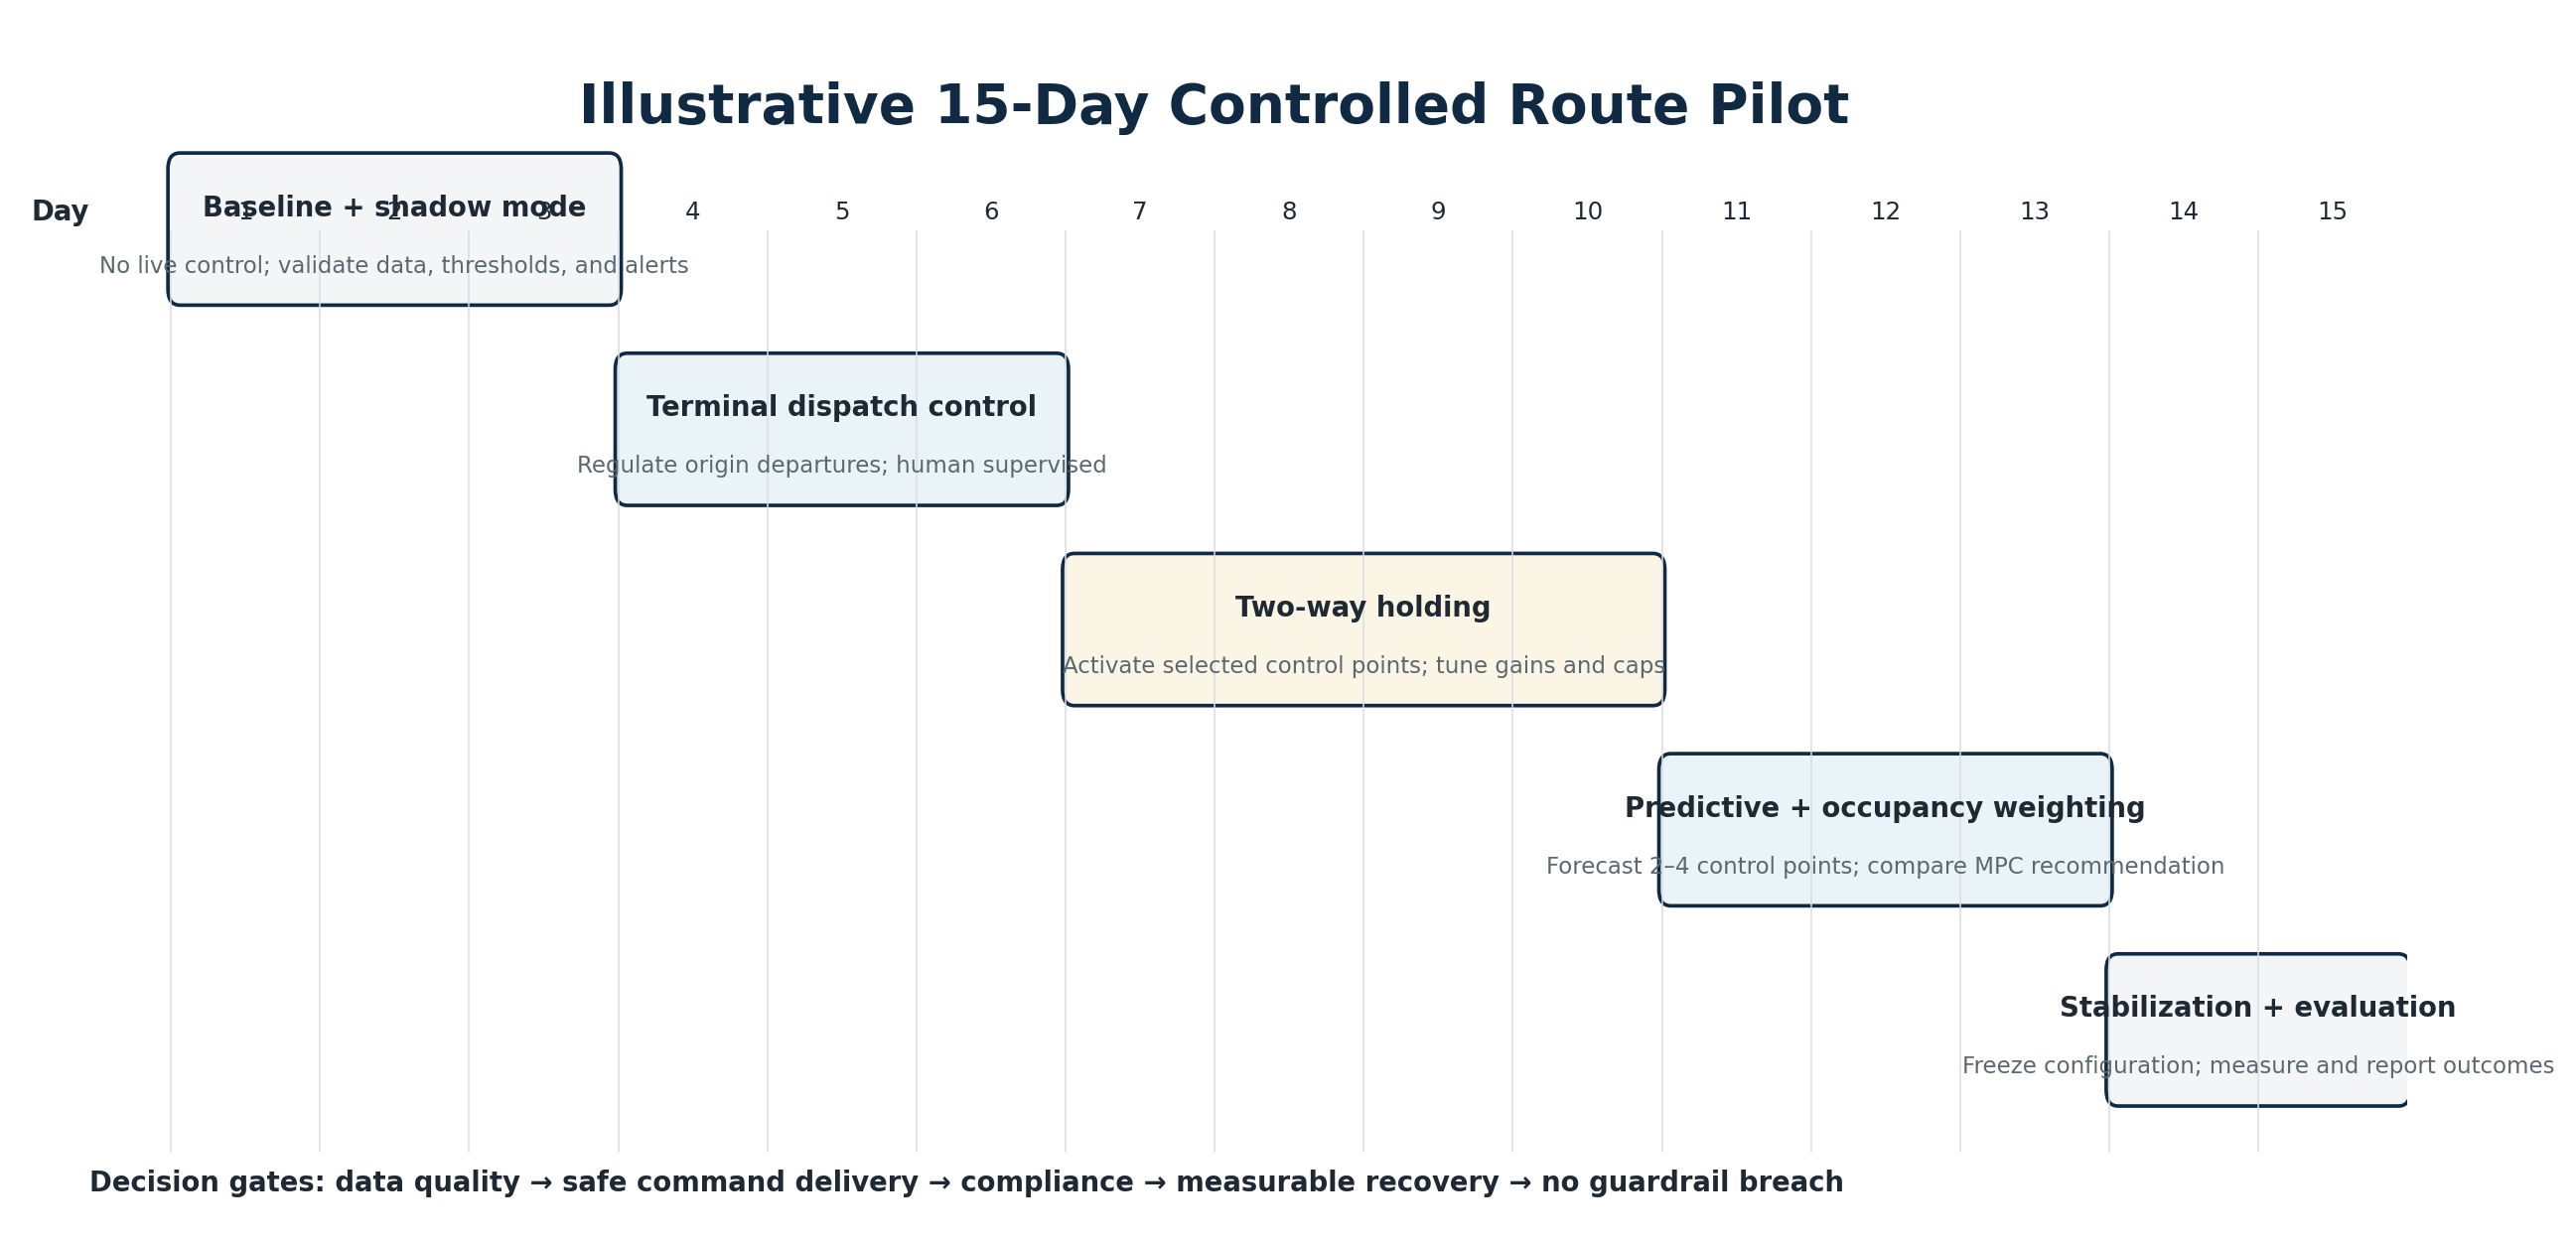 Illustrative 15-Day Controlled Route Pilot
Day 1 2 3 4 5 6 7 8 9 10 11 12 13 14 15
Baseline + shadow mode
No live control; validate data, thresholds, and alerts
Terminal dispatch control
Regulate origin departures; human supervised
Two-way holding
Activate selected control points; tune gains and caps
Predictive + occupancy weighting
Forecast 2–4 control points; compare MPC recommendation
Stabilization + evaluation
Freeze configuration; measure and report outcomes
Decision gates: data quality → safe command delivery → compliance → measurable recovery → no guardrail breach